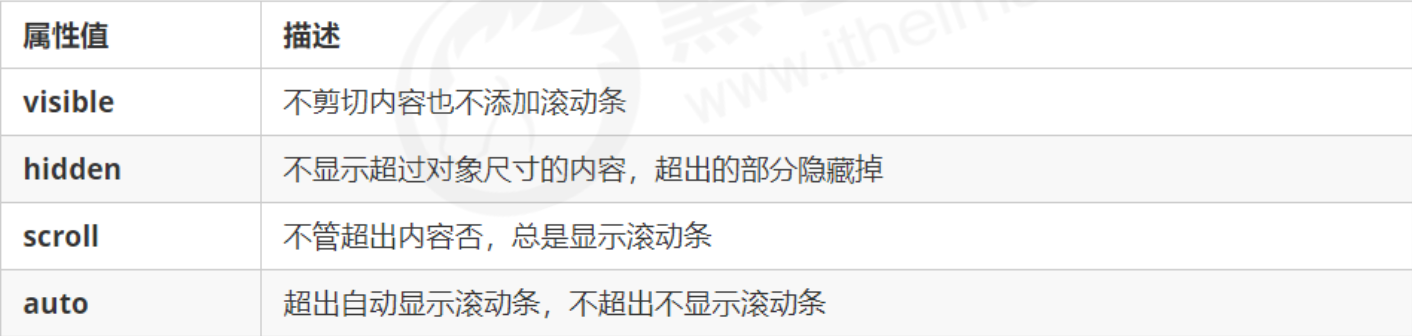 属性值 描述
visible 不剪切内容也不添加滚动条
hidden 不显示超过对象尺寸的内容，超出的部分隐藏掉
scroll 不管超出内容否，总是显示滚动条
auto 超出自动显示滚动条，不超出不显示滚动条